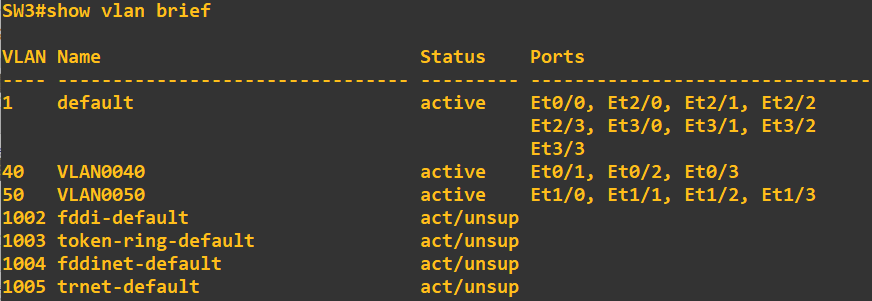 SW3#show vlan brief
VLAN Name                             Status    Ports
---- -------------------------------- --------- -------------------------------
1    default                          active    Et0/0, Et2/0, Et2/1, Et2/2
                                                Et2/3, Et3/0, Et3/1, Et3/2
                                                Et3/3
40   VLAN0040                         active    Et0/1, Et0/2, Et0/3
50   VLAN0050                         active    Et1/0, Et1/1, Et1/2, Et1/3
1002 fddi-default                     act/unsup
1003 token-ring-default               act/unsup
1004 fddinet-default                  act/unsup
1005 trnet-default                    act/unsup